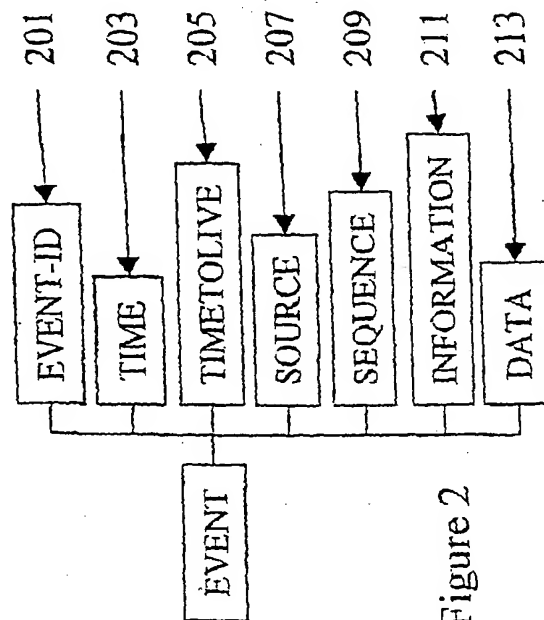 EVENT
EVENT-ID
201
TIME
203
TIMETOLIVE
205
SOURCE
207
SEQUENCE
209
INFORMATION
211
DATA
213
Figure 2